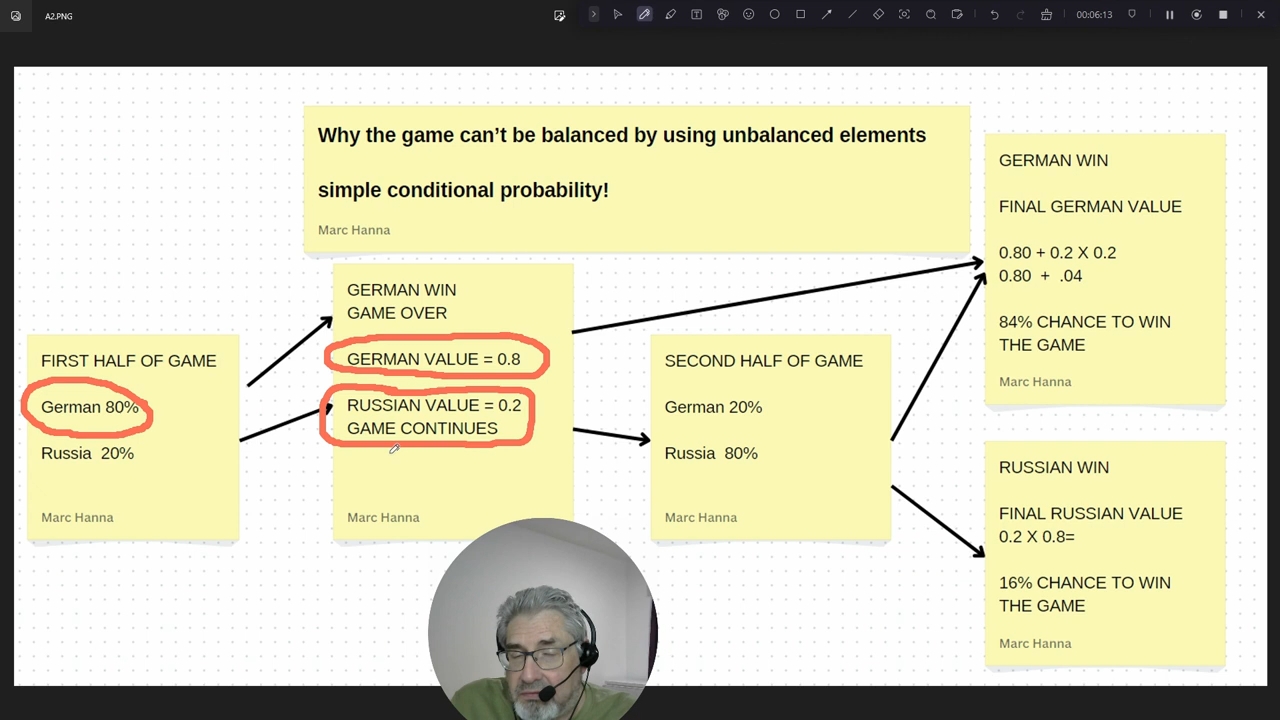 A2.PNG
00:06:13
Why the game can’t be balanced by using unbalanced elements
simple conditional probability!
Marc Hanna
FIRST HALF OF GAME
German 80%
Russia 20%
Marc Hanna
GERMAN WIN
GAME OVER
GERMAN VALUE = 0.8
RUSSIAN VALUE = 0.2
GAME CONTINUES
Marc Hanna
SECOND HALF OF GAME
German 20%
Russia 80%
Marc Hanna
GERMAN WIN
FINAL GERMAN VALUE
0.80 + 0.2 X 0.2
0.80 + .04
84% CHANCE TO WIN
THE GAME
Marc Hanna
RUSSIAN WIN
FINAL RUSSIAN VALUE
0.2 X 0.8=
16% CHANCE TO WIN
THE GAME
Marc Hanna